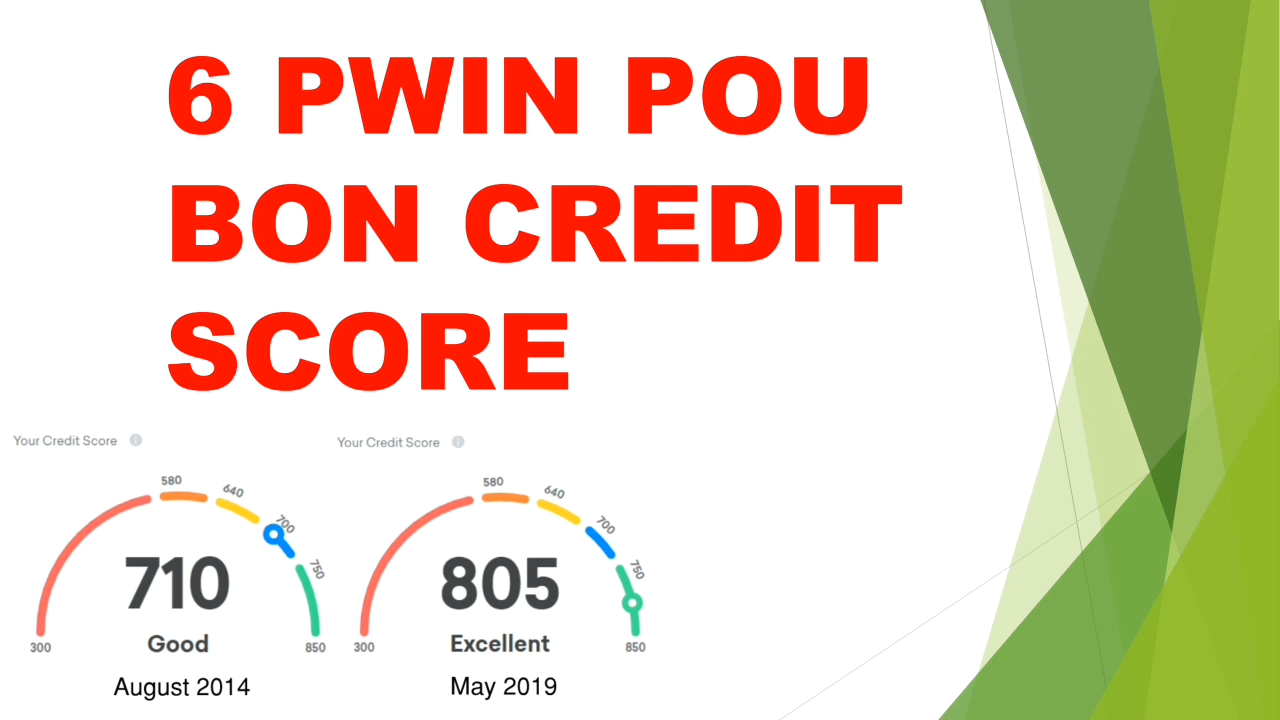 6 PWIN POU
BON CREDIT
SCORE
Your Credit Score
580
640
700
750
300
850
710
Good
August 2014
Your Credit Score
580
640
700
750
300
850
805
Excellent
May 2019